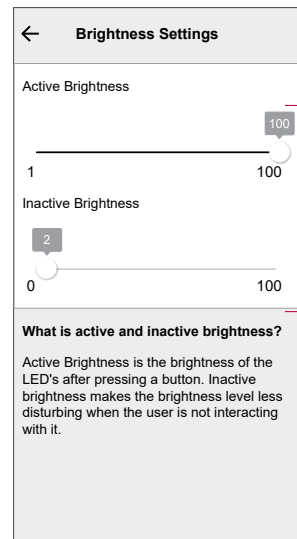 Brightness Settings
Active Brightness
100
1 100
Inactive Brightness
2
0 100
What is active and inactive brightness?
Active Brightness is the brightness of the
LED's after pressing a button. Inactive
brightness makes the brightness level less
disturbing when the user is not interacting
with it.